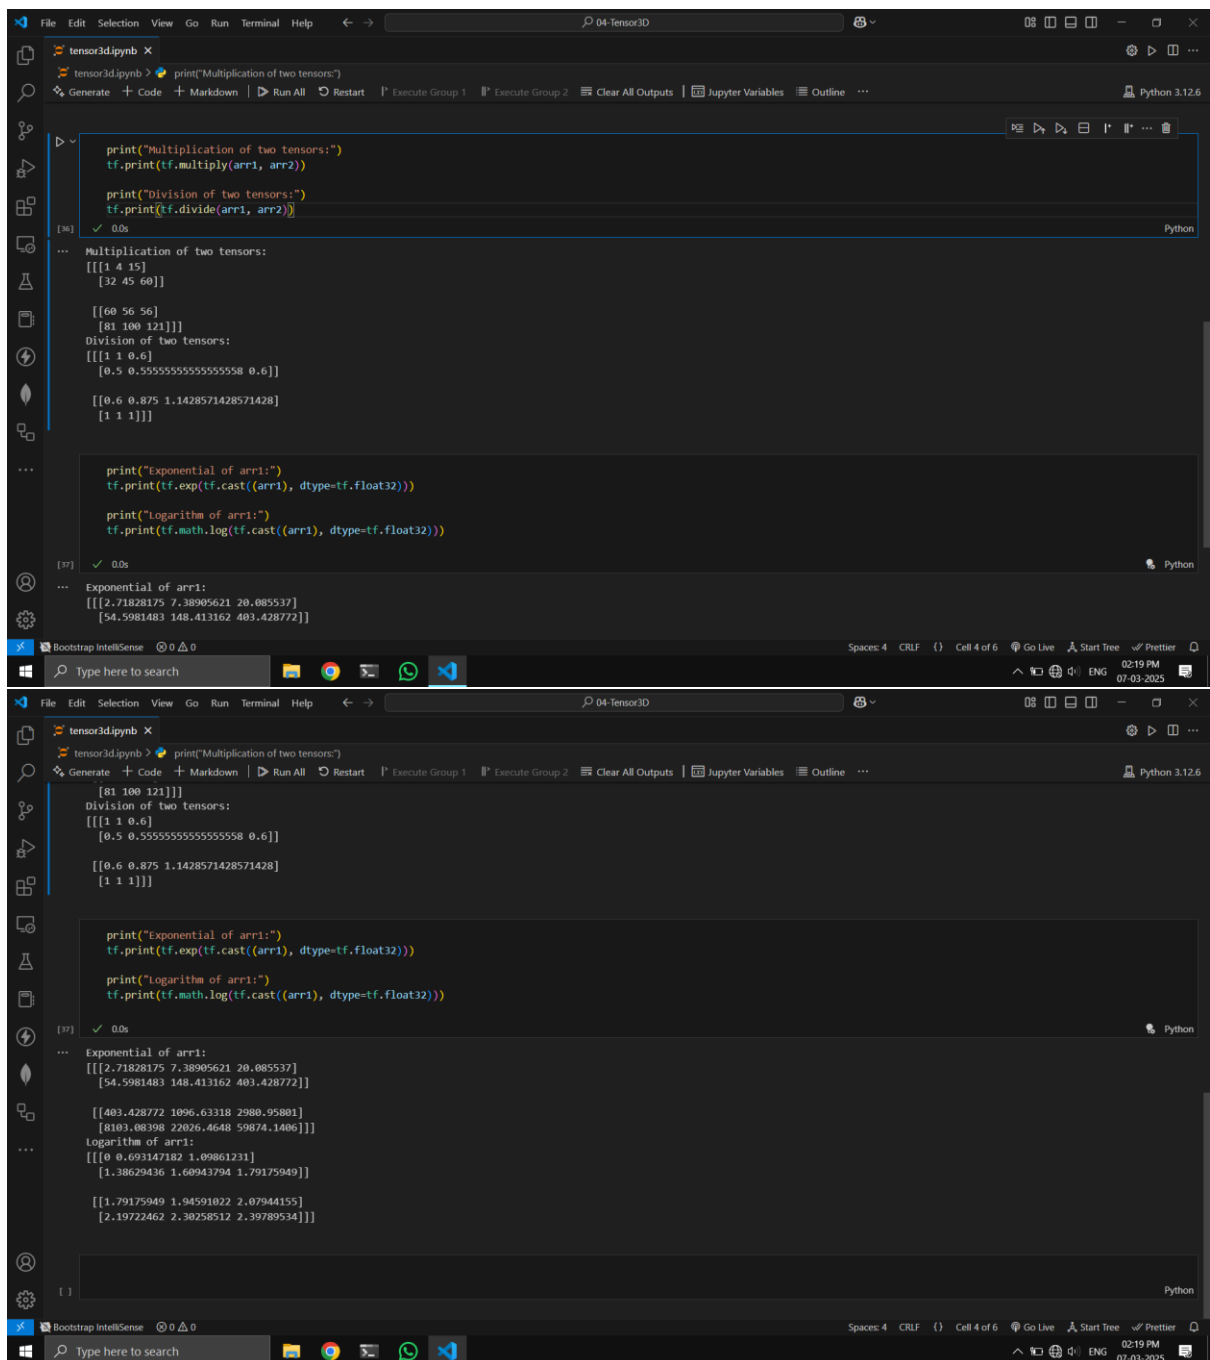 File Edit Selection View Go Run Terminal Help
04-Tensor3D
tensor3d.ipynb
tensor3d.ipynb > print("Multiplication of two tensors:")
Generate + Code + Markdown Run All Restart Execute Group 1 Execute Group 2 Clear All Outputs Jupyter Variables Outline ... Python 3.12.6
print("Multiplication of two tensors:")
tf.print(tf.multiply(arr1, arr2))
print("Division of two tensors:")
tf.print(tf.divide(arr1, arr2))
[36] 0.0s Python
... Multiplication of two tensors:
[[[1 4 15]
[32 45 60]]
[[60 56 56]
[81 100 121]]]
Division of two tensors:
[[[1 1 0.6]
[0.5 0.55555555555555558 0.6]]
[[0.6 0.875 1.1428571428571428]
[1 1 1]]]
print("Exponential of arr1:")
tf.print(tf.exp(tf.cast((arr1), dtype=tf.float32)))
print("Logarithm of arr1:")
tf.print(tf.math.log(tf.cast((arr1), dtype=tf.float32)))
[37] 0.0s Python
... Exponential of arr1:
[[[2.71828175 7.38905621 20.085537]
[54.5981483 148.413162 403.428772]]
Bootstrap IntelliSense 0 0 Spaces: 4 CRLF {} Cell 4 of 6 Go Live Start Tree Prettier
Type here to search ENG 02:19 PM
07-03-2025
File Edit Selection View Go Run Terminal Help
04-Tensor3D
tensor3d.ipynb
tensor3d.ipynb > print("Multiplication of two tensors:")
Generate + Code + Markdown Run All Restart Execute Group 1 Execute Group 2 Clear All Outputs Jupyter Variables Outline ... Python 3.12.6
[81 100 121]]]
Division of two tensors:
[[[1 1 0.6]
[0.5 0.55555555555555558 0.6]]
[[0.6 0.875 1.1428571428571428]
[1 1 1]]]
print("Exponential of arr1:")
tf.print(tf.exp(tf.cast((arr1), dtype=tf.float32)))
print("Logarithm of arr1:")
tf.print(tf.math.log(tf.cast((arr1), dtype=tf.float32)))
[37] 0.0s Python
... Exponential of arr1:
[[[2.71828175 7.38905621 20.085537]
[54.5981483 148.413162 403.428772]]
[[403.428772 1096.63318 2980.95801]
[8103.08398 22026.4648 59874.1406]]]
Logarithm of arr1:
[[[0 0.693147182 1.09861231]
[1.38629436 1.60943794 1.79175949]]
[[1.79175949 1.94591022 2.07944155]
[2.19722462 2.30258512 2.39789534]]]
[ ] Python
Bootstrap IntelliSense 0 0 Spaces: 4 CRLF {} Cell 4 of 6 Go Live Start Tree Prettier
Type here to search ENG 02:19 PM
07-03-2025